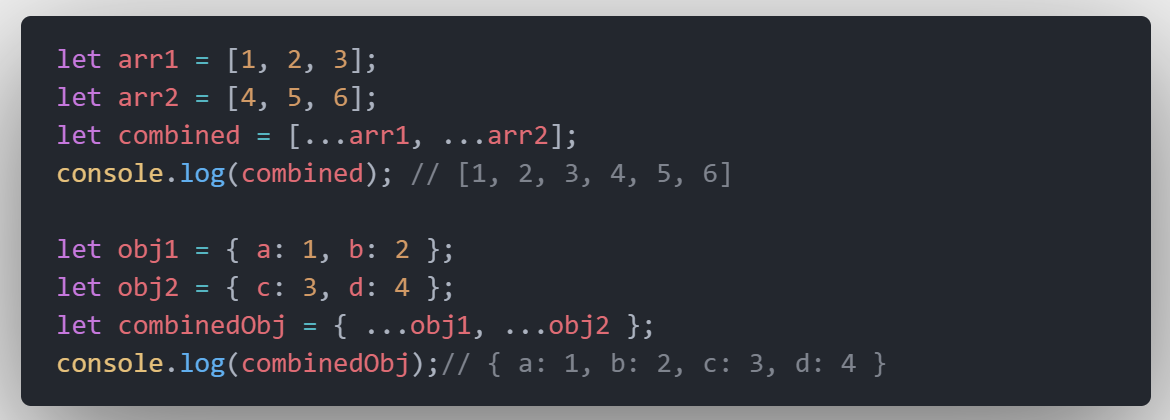 let arr1 = [1, 2, 3];
let arr2 = [4, 5, 6];
let combined = [...arr1, ...arr2];
console.log(combined); // [1, 2, 3, 4, 5, 6]
let obj1 = { a: 1, b: 2 };
let obj2 = { c: 3, d: 4 };
let combinedObj = { ...obj1, ...obj2 };
console.log(combinedObj);// { a: 1, b: 2, c: 3, d: 4 }